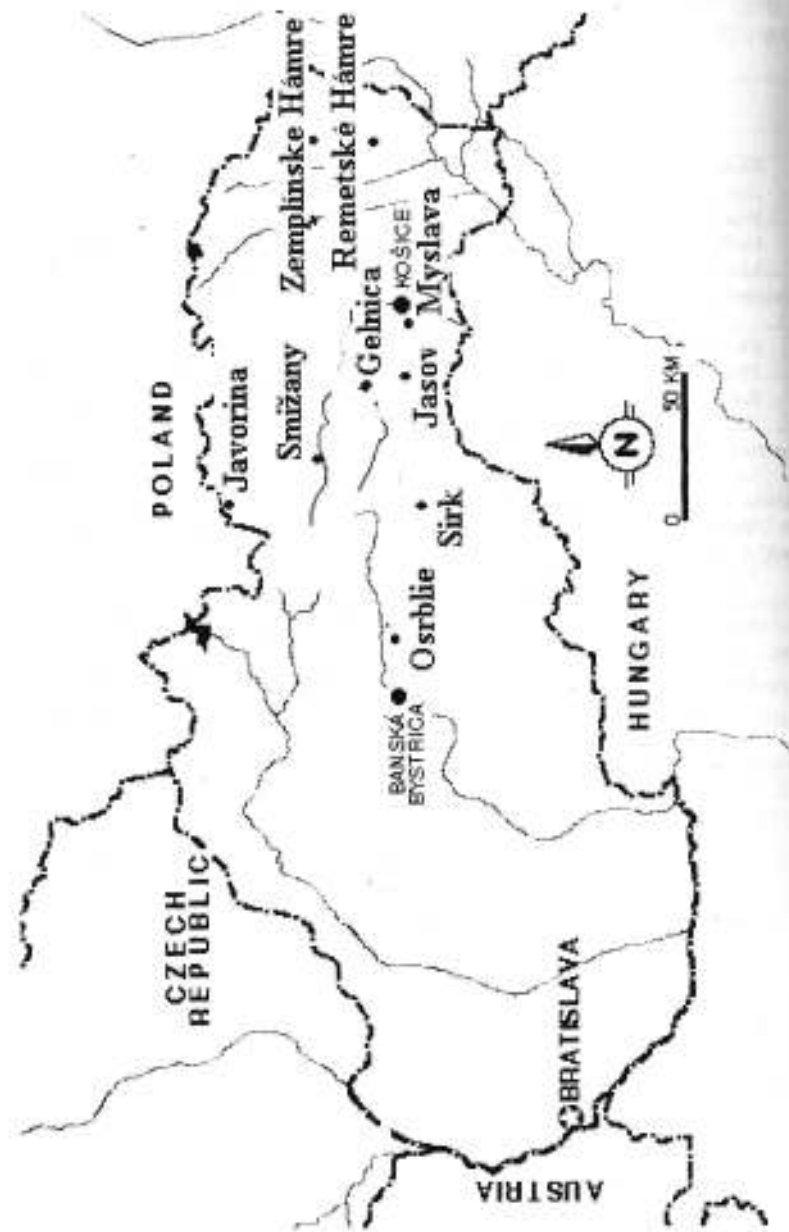 POLAND
CZECH
REPUBLIC
Javorina
Smižany
Zemplínske Hámre
Remetské Hámre
Gelnica
KOŠICE
Myslava
Jasov
Sirk
Osrblie
BANSKÁ
BYSTRICA
BRATISLAVA
AUSTRIA
HUNGARY
N
0 50 KM